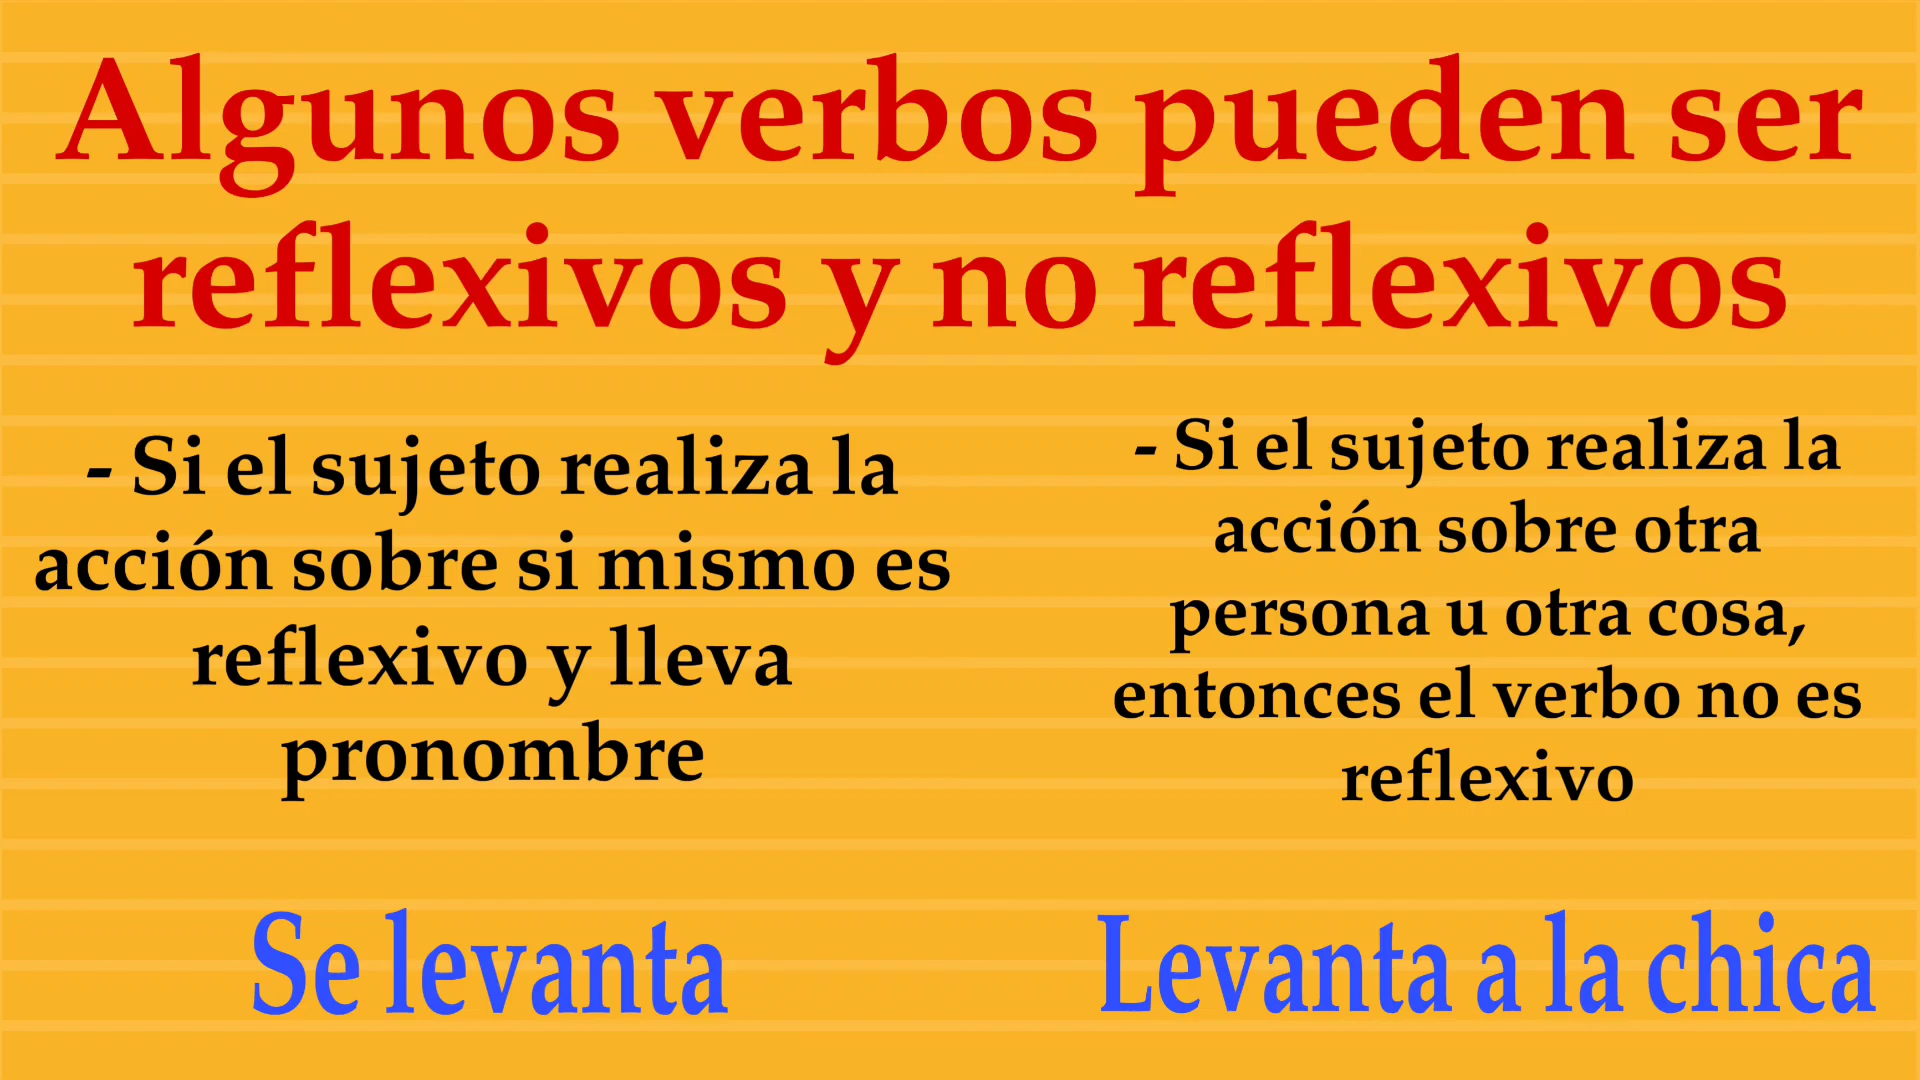 Algunos verbos pueden ser
reflexivos y no reflexivos
- Si el sujeto realiza la
acción sobre si mismo es
reflexivo y lleva
pronombre
- Si el sujeto realiza la
acción sobre otra
persona u otra cosa,
entonces el verbo no es
reflexivo
Se levanta
Levanta a la chica